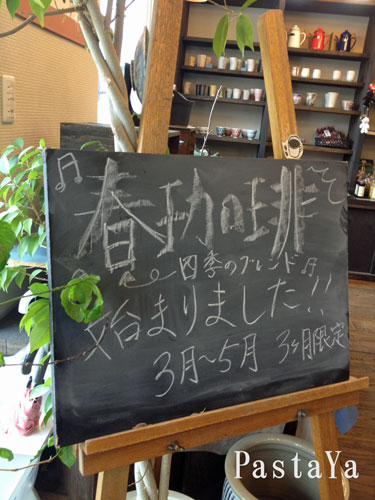 春珈琲
四季のブレンド
始まりました!!
3月〜5月 3ヶ月限定
PastaYa